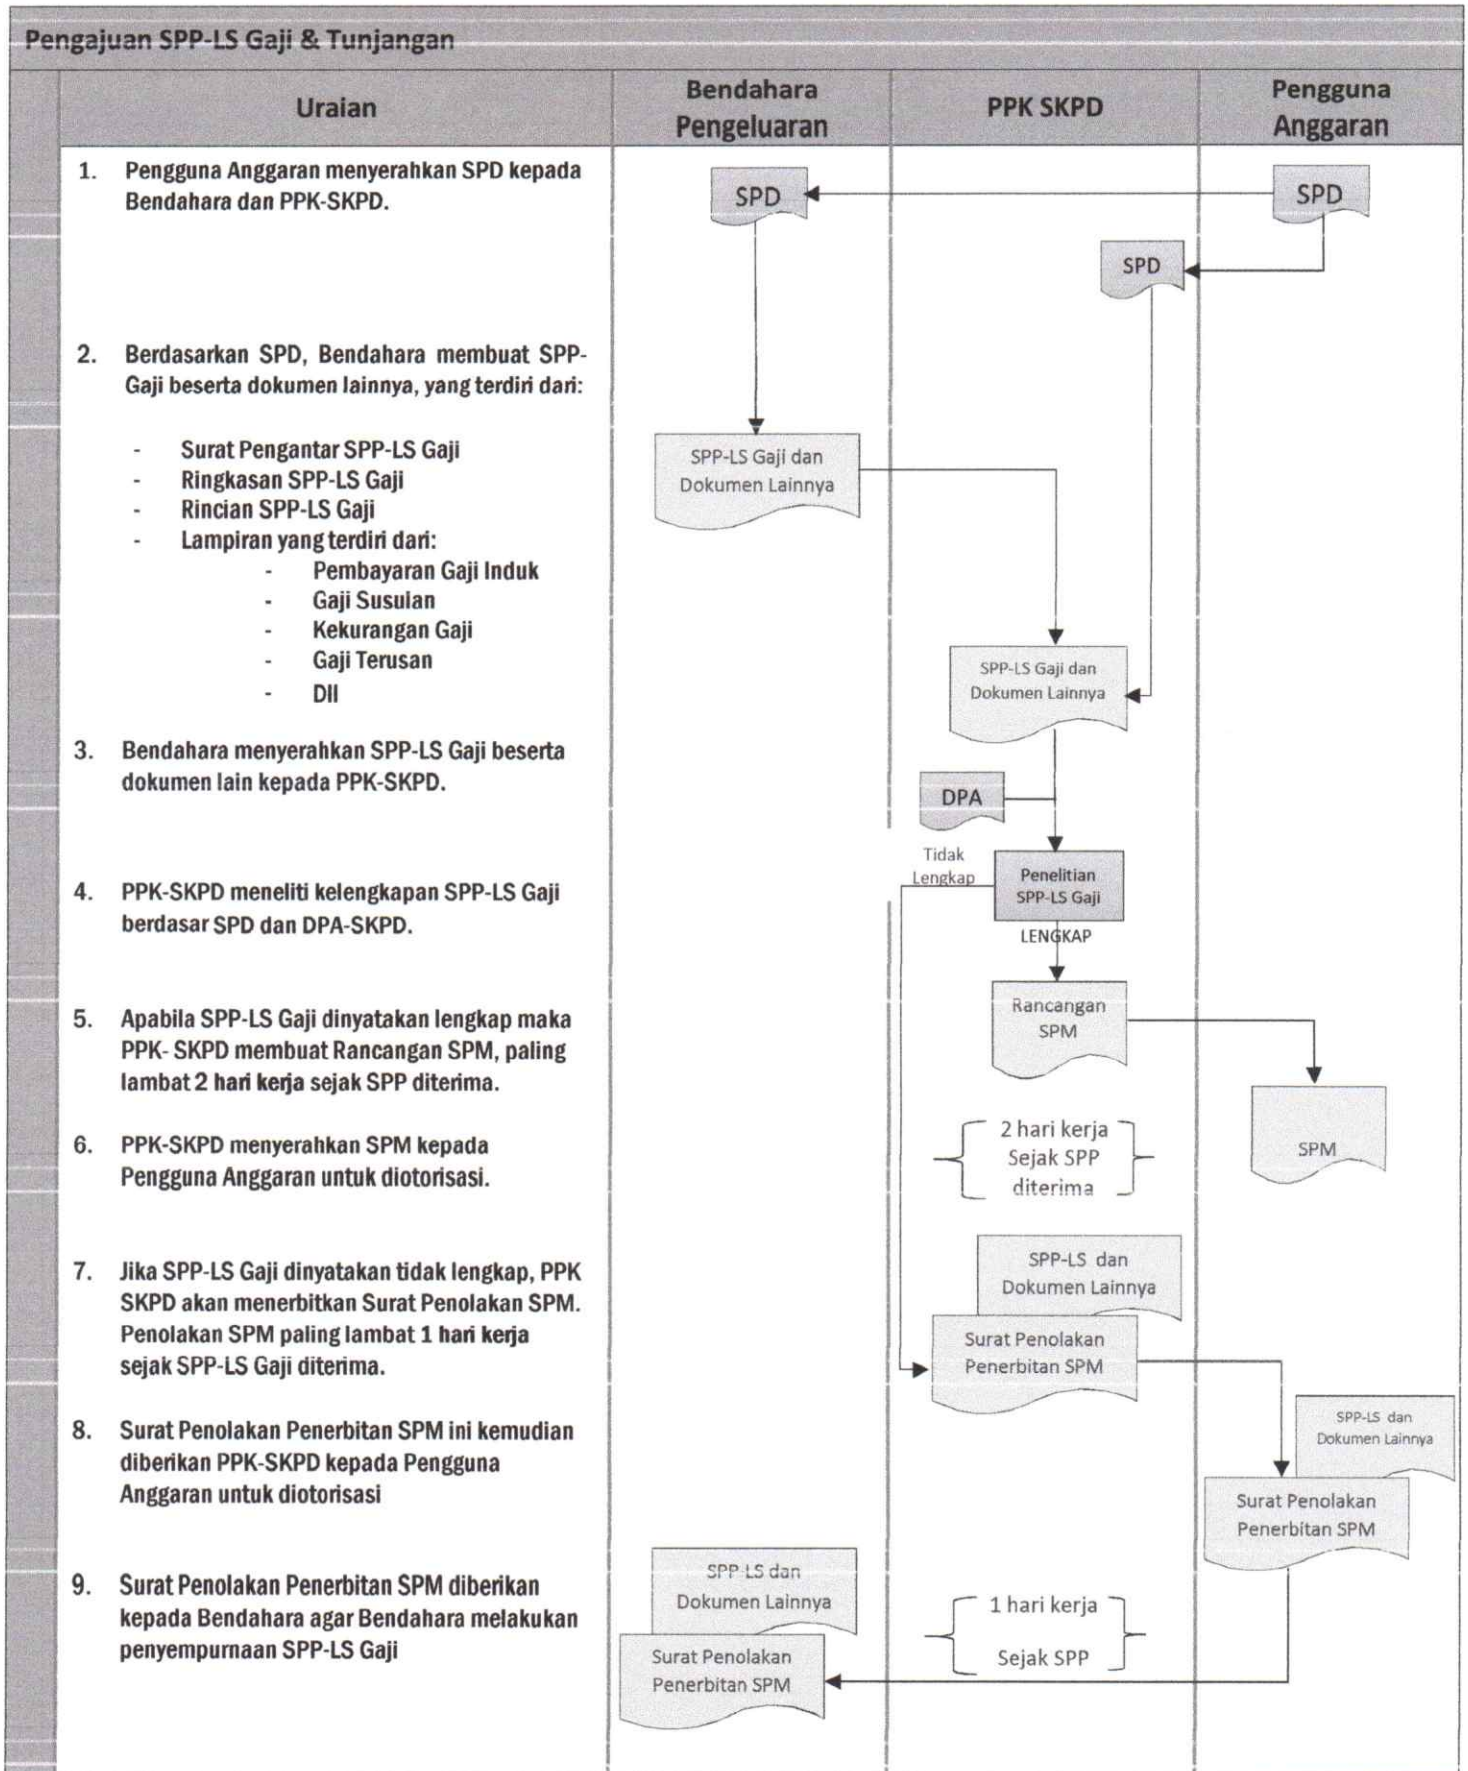 Pengajuan SPP-LS Gaji & Tunjangan
Uraian
Bendahara
Pengeluaran
PPK SKPD
Pengguna
Anggaran
1. Pengguna Anggaran menyerahkan SPD kepada
Bendahara dan PPK-SKPD.
SPD
SPD
SPD
2. Berdasarkan SPD, Bendahara membuat SPP-
Gaji beserta dokumen lainnya, yang terdiri dari:
- Surat Pengantar SPP-LS Gaji
- Ringkasan SPP-LS Gaji
- Rincian SPP-LS Gaji
- Lampiran yang terdiri dari:
- Pembayaran Gaji Induk
- Gaji Susulan
- Kekurangan Gaji
- Gaji Terusan
- Dll
SPP-LS Gaji dan
Dokumen Lainnya
SPP-LS Gaji dan
Dokumen Lainnya
3. Bendahara menyerahkan SPP-LS Gaji beserta
dokumen lain kepada PPK-SKPD.
DPA
4. PPK-SKPD meneliti kelengkapan SPP-LS Gaji
berdasar SPD dan DPA-SKPD.
Tidak
Lengkap
Penelitian
SPP-LS Gaji
LENGKAP
5. Apabila SPP-LS Gaji dinyatakan lengkap maka
PPK- SKPD membuat Rancangan SPM, paling
lambat 2 hari kerja sejak SPP diterima.
Rancangan
SPM
6. PPK-SKPD menyerahkan SPM kepada
Pengguna Anggaran untuk diotorisasi.
2 hari kerja
Sejak SPP
diterima
SPM
7. Jika SPP-LS Gaji dinyatakan tidak lengkap, PPK
SKPD akan menerbitkan Surat Penolakan SPM.
Penolakan SPM paling lambat 1 hari kerja
sejak SPP-LS Gaji diterima.
SPP-LS dan
Dokumen Lainnya
Surat Penolakan
Penerbitan SPM
8. Surat Penolakan Penerbitan SPM ini kemudian
diberikan PPK-SKPD kepada Pengguna
Anggaran untuk diotorisasi
SPP-LS dan
Dokumen Lainnya
Surat Penolakan
Penerbitan SPM
9. Surat Penolakan Penerbitan SPM diberikan
kepada Bendahara agar Bendahara melakukan
penyempurnaan SPP-LS Gaji
SPP-LS dan
Dokumen Lainnya
Surat Penolakan
Penerbitan SPM
1 hari kerja
Sejak SPP